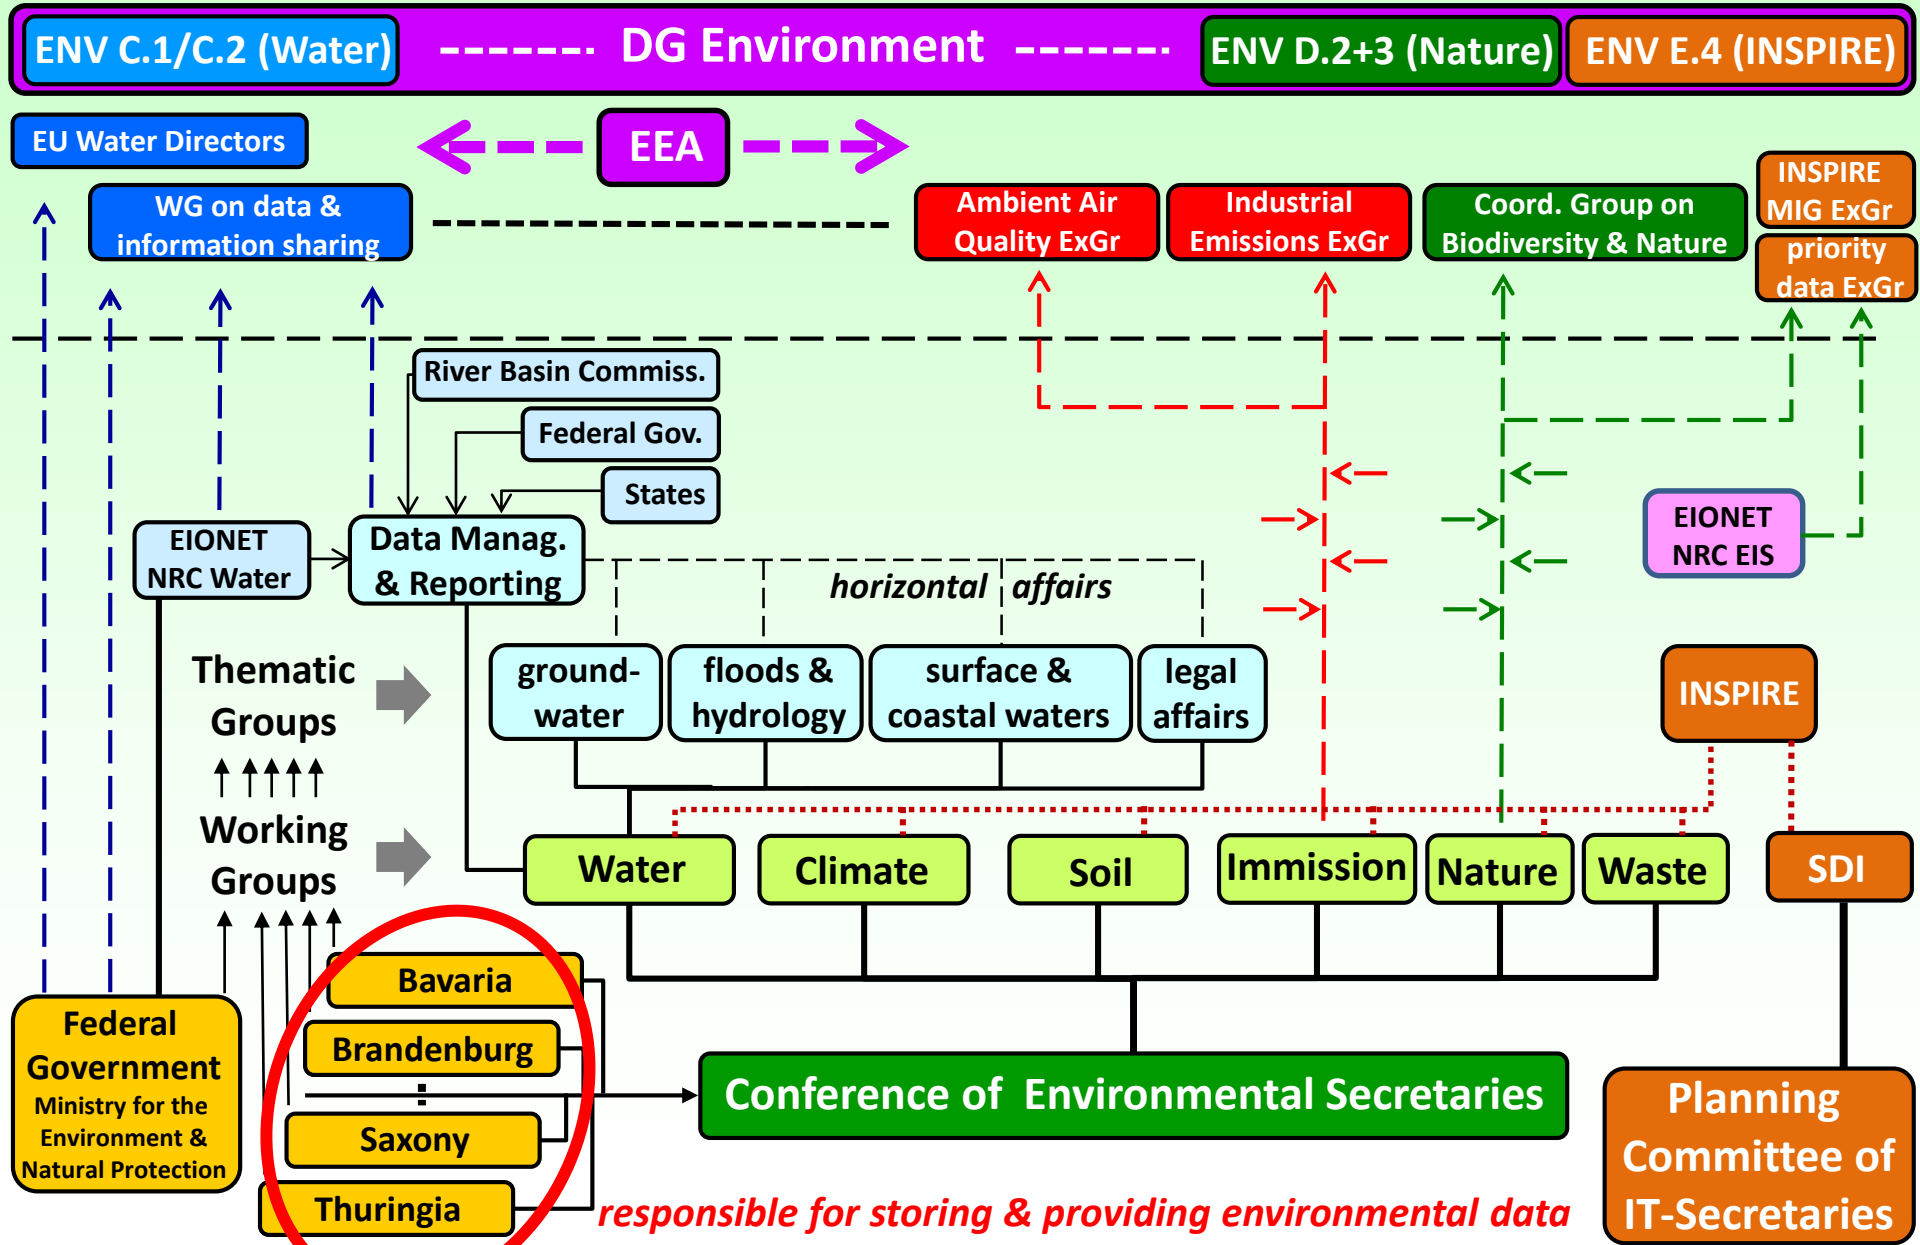 ENV C.1/C.2 (Water)
DG Environment
ENV D.2+3 (Nature)
ENV E.4 (INSPIRE)
EU Water Directors
EEA
WG on data &
information sharing
Ambient Air
Quality ExGr
Industrial
Emissions ExGr
Coord. Group on
Biodiversity & Nature
INSPIRE
MIG ExGr
priority
data ExGr
River Basin Commiss.
Federal Gov.
States
EIONET
NRC Water
Data Manag.
& Reporting
horizontal affairs
EIONET
NRC EIS
Thematic
Groups
ground-
water
floods &
hydrology
surface &
coastal waters
legal
affairs
INSPIRE
Working
Groups
Water
Climate
Soil
Immission
Nature
Waste
SDI
Bavaria
Brandenburg
Saxony
Thuringia
Federal
Government
Ministry for the
Environment &
Natural Protection
Conference of Environmental Secretaries
responsible for storing & providing environmental data
Planning
Committee of
IT-Secretaries